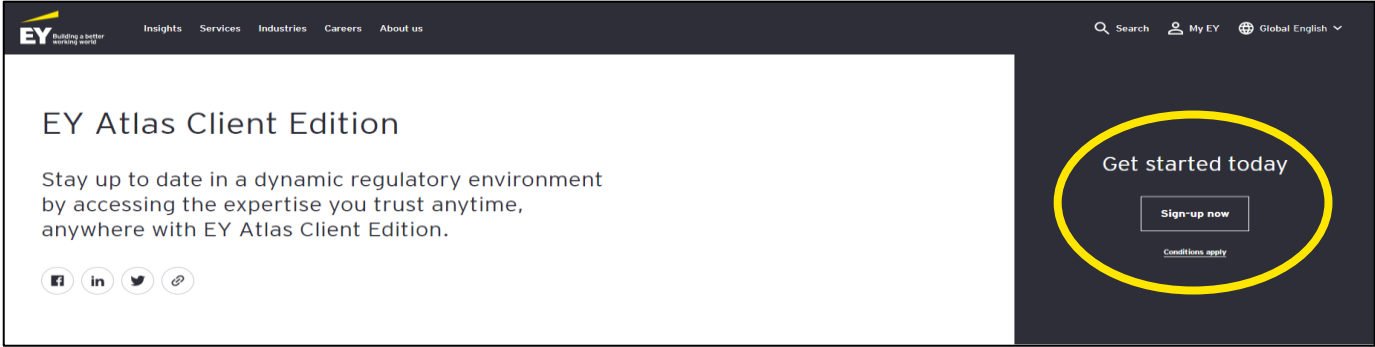 EY Building a better
working world
Insights Services Industries Careers About us
Search My EY Global English
EY Atlas Client Edition
Stay up to date in a dynamic regulatory environment
by accessing the expertise you trust anytime,
anywhere with EY Atlas Client Edition.
in
Get started today
Sign-up now
Conditions apply